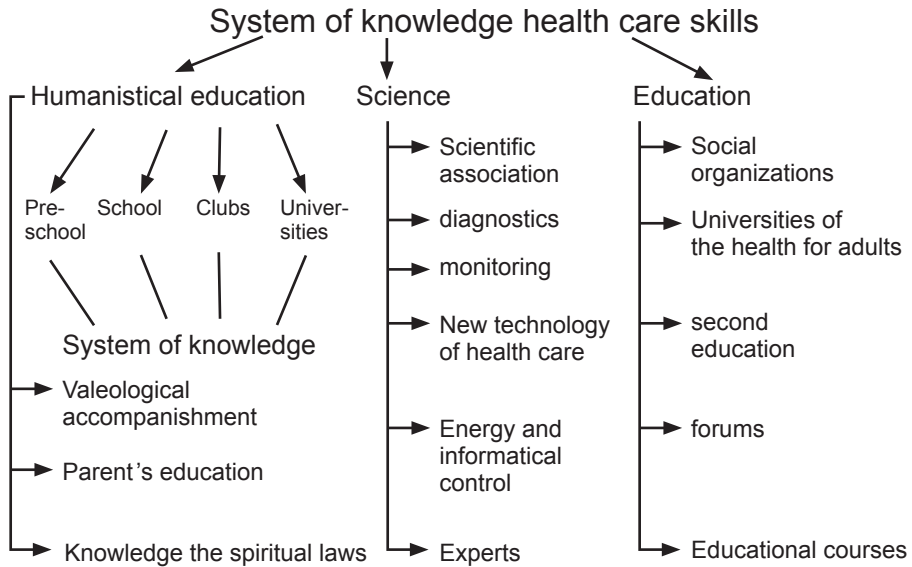 System of knowledge health care skills
Humanistical education
Pre-
school
School
Clubs
Univer-
sities
System of knowledge
Valeological
accompanishment
Parent's education
Knowledge the spiritual laws
Science
Scientific
association
diagnostics
monitoring
New technology
of health care
Energy and
informatical
control
Experts
Education
Social
organizations
Universities of
the health for adults
second
education
forums
Educational courses